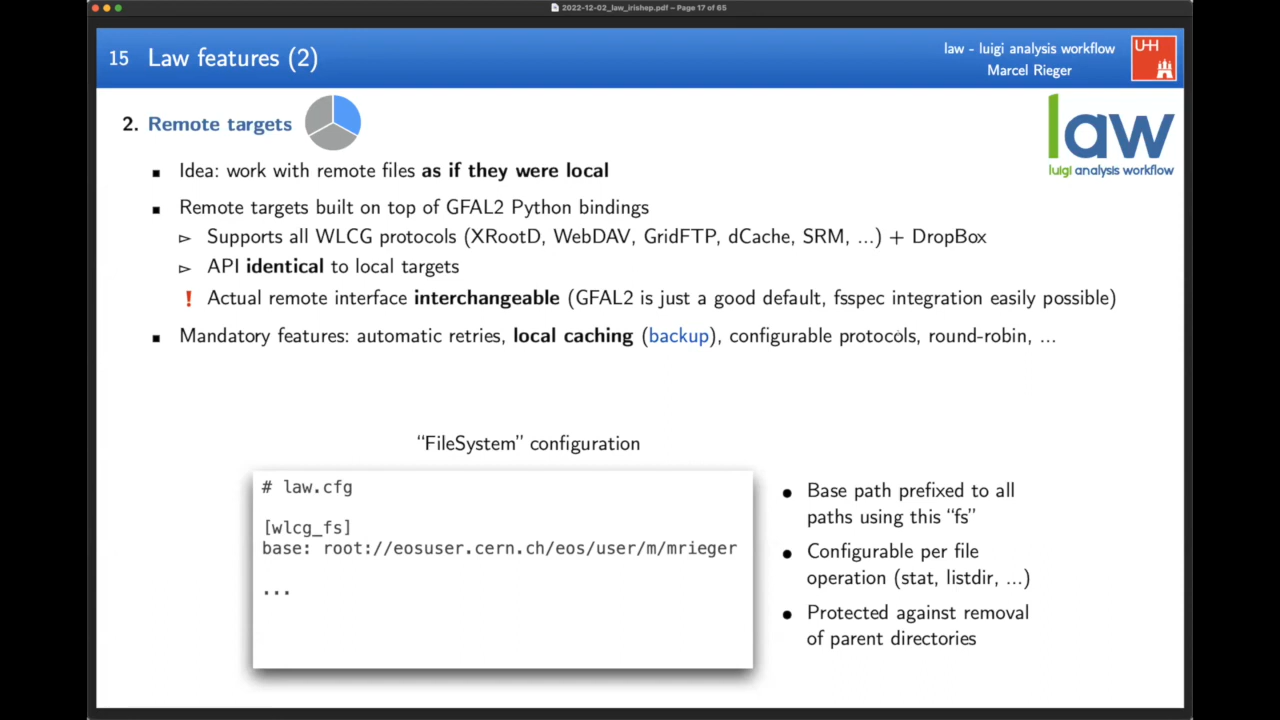 2022-12-02_law_irishep.pdf – Page 17 of 65
15 Law features (2)
law - luigi analysis workflow
Marcel Rieger
UH
2. Remote targets
law
luigi analysis workflow
▪ Idea: work with remote files as if they were local
▪ Remote targets built on top of GFAL2 Python bindings
▷ Supports all WLCG protocols (XRootD, WebDAV, GridFTP, dCache, SRM, ...) + DropBox
▷ API identical to local targets
! Actual remote interface interchangeable (GFAL2 is just a good default, fsspec integration easily possible)
▪ Mandatory features: automatic retries, local caching (backup), configurable protocols, round-robin, ...
“FileSystem” configuration
# law.cfg
[wlcg_fs]
base: root://eosuser.cern.ch/eos/user/m/mrieger
...
● Base path prefixed to all
paths using this “fs”
● Configurable per file
operation (stat, listdir, ...)
● Protected against removal
of parent directories